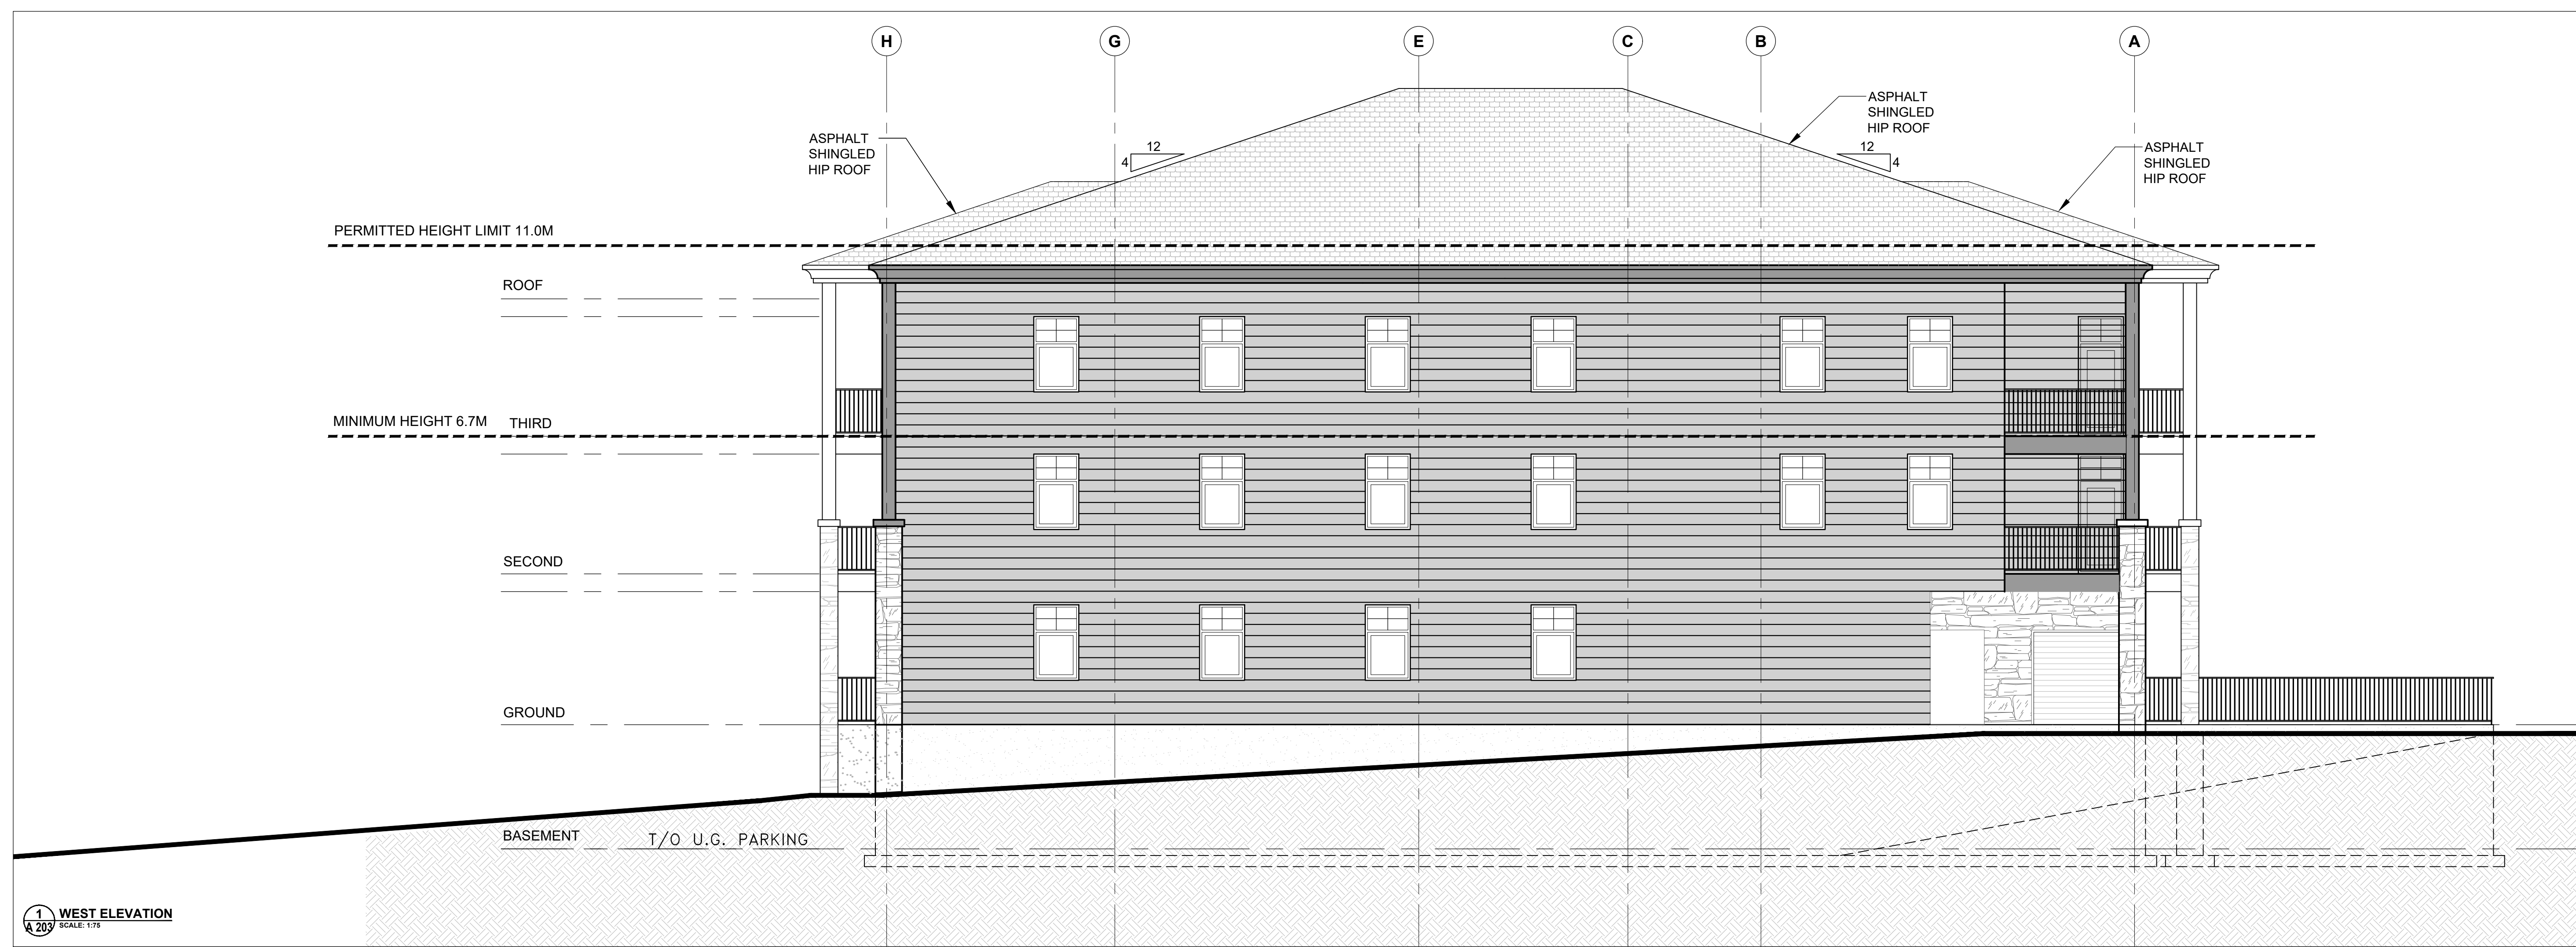 H
G
E
C
B
A
ASPHALT
SHINGLED
HIP ROOF
ASPHALT
SHINGLED
HIP ROOF
ASPHALT
SHINGLED
HIP ROOF
12
4
12
4
PERMITTED HEIGHT LIMIT 11.0M
ROOF
MINIMUM HEIGHT 6.7M
THIRD
SECOND
GROUND
BASEMENT
T/O U.G. PARKING
1
A 203
WEST ELEVATION
SCALE: 1:75